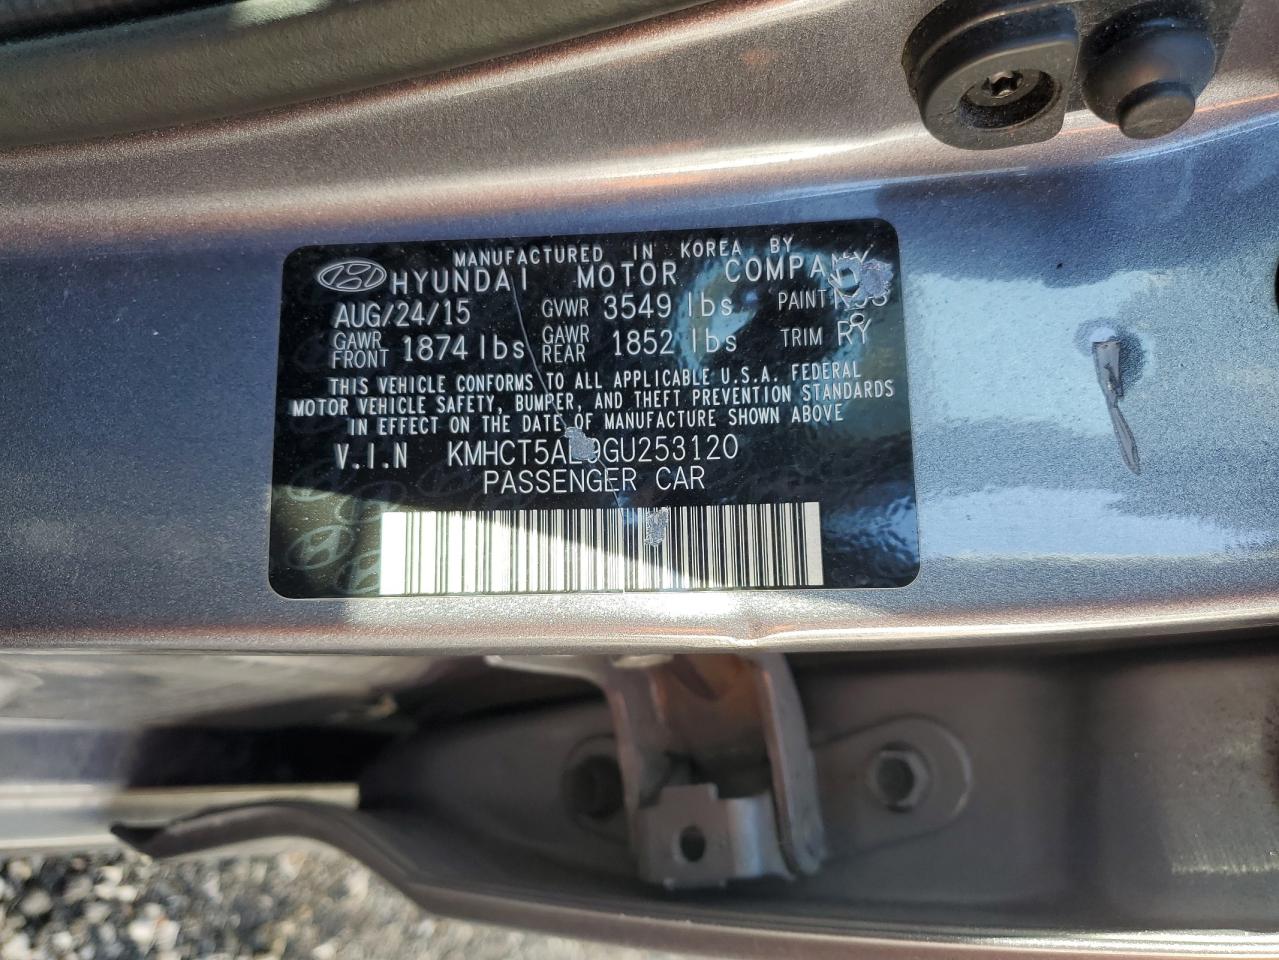 MANUFACTURED IN KOREA BY
HYUNDAI MOTOR COMPANY
AUG/24/15 GVWR 3549 lbs PAINT
GAWR FRONT 1874 lbs GAWR REAR 1852 lbs TRIM RY
THIS VEHICLE CONFORMS TO ALL APPLICABLE U.S.A. FEDERAL
MOTOR VEHICLE SAFETY, BUMPER, AND THEFT PREVENTION STANDARDS
IN EFFECT ON THE DATE OF MANUFACTURE SHOWN ABOVE
V.I.N
PASSENGER CAR